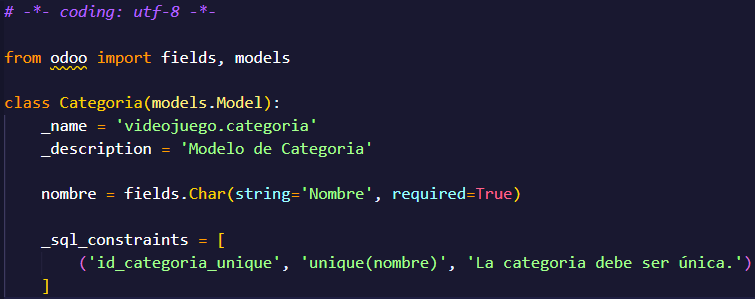 # -*- coding: utf-8 -*-
from odoo import fields, models
class Categoria(models.Model):
_name = 'videojuego.categoria'
_description = 'Modelo de Categoria'
nombre = fields.Char(string='Nombre', required=True)
_sql_constraints = [
('id_categoria_unique', 'unique(nombre)', 'La categoria debe ser única.')
]